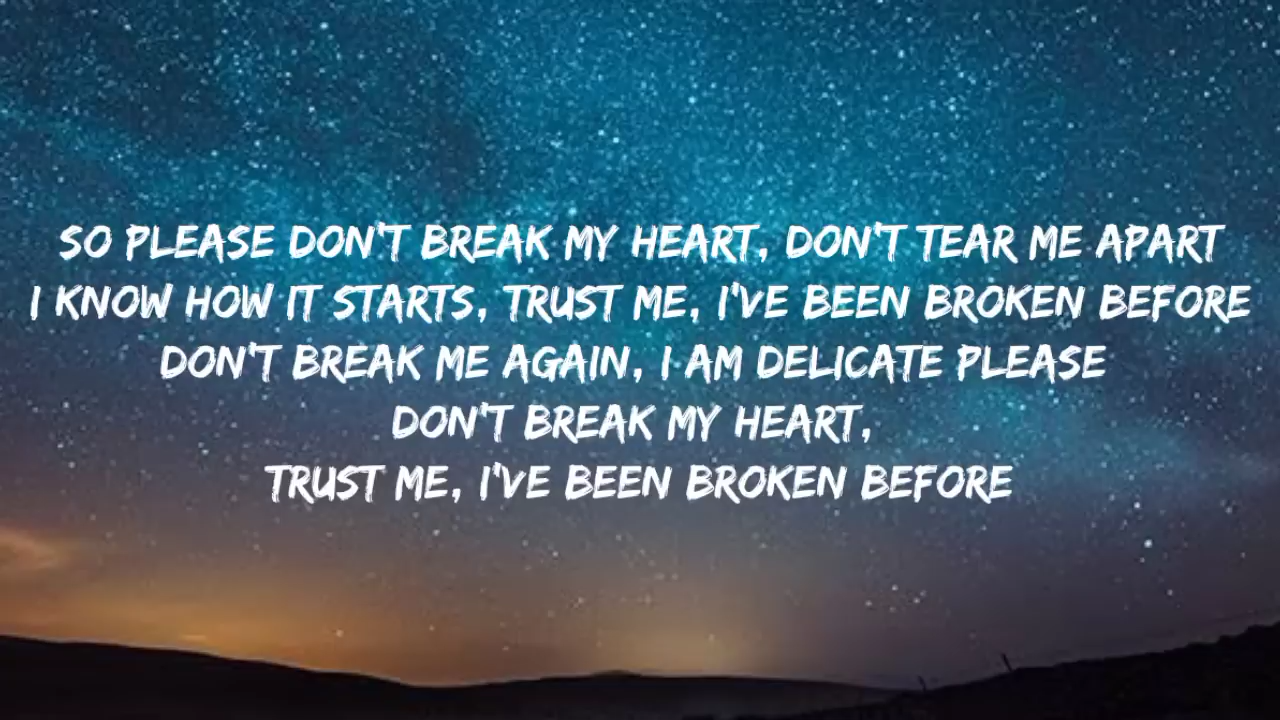 SO PLEASE DON'T BREAK MY HEART, DON'T TEAR ME APART
I KNOW HOW IT STARTS, TRUST ME, I'VE BEEN BROKEN BEFORE
DON'T BREAK ME AGAIN, I AM DELICATE PLEASE
DON'T BREAK MY HEART,
TRUST ME, I'VE BEEN BROKEN BEFORE